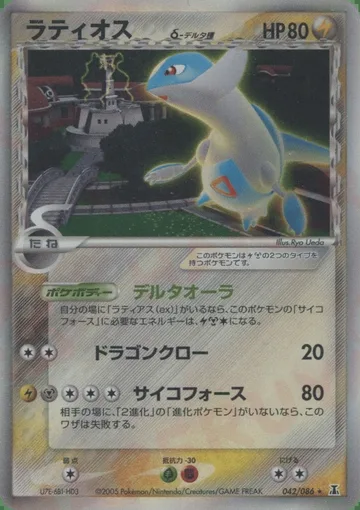 ラティオス δ-デルタ種 HP80
Illus.Ryo Ueda
たね
このポケモンは の2つのタイプを
持つポケモンです。
ポケボディー デルタオーラ
自分の場に「ラティアス(ex)」がいるなら、このポケモンの「サイコ
フォース」に必要なエネルギーは、 になる。
ドラゴンクロー 20
サイコフォース 80
相手の場に、「2進化」の「進化ポケモン」がいないなら、この
ワザは失敗。
弱点 抵抗力 -30 にげる
U7E-6B1-HD3 ©2005 Pokémon/Nintendo/Creatures/GAME FREAK 042/086 ★